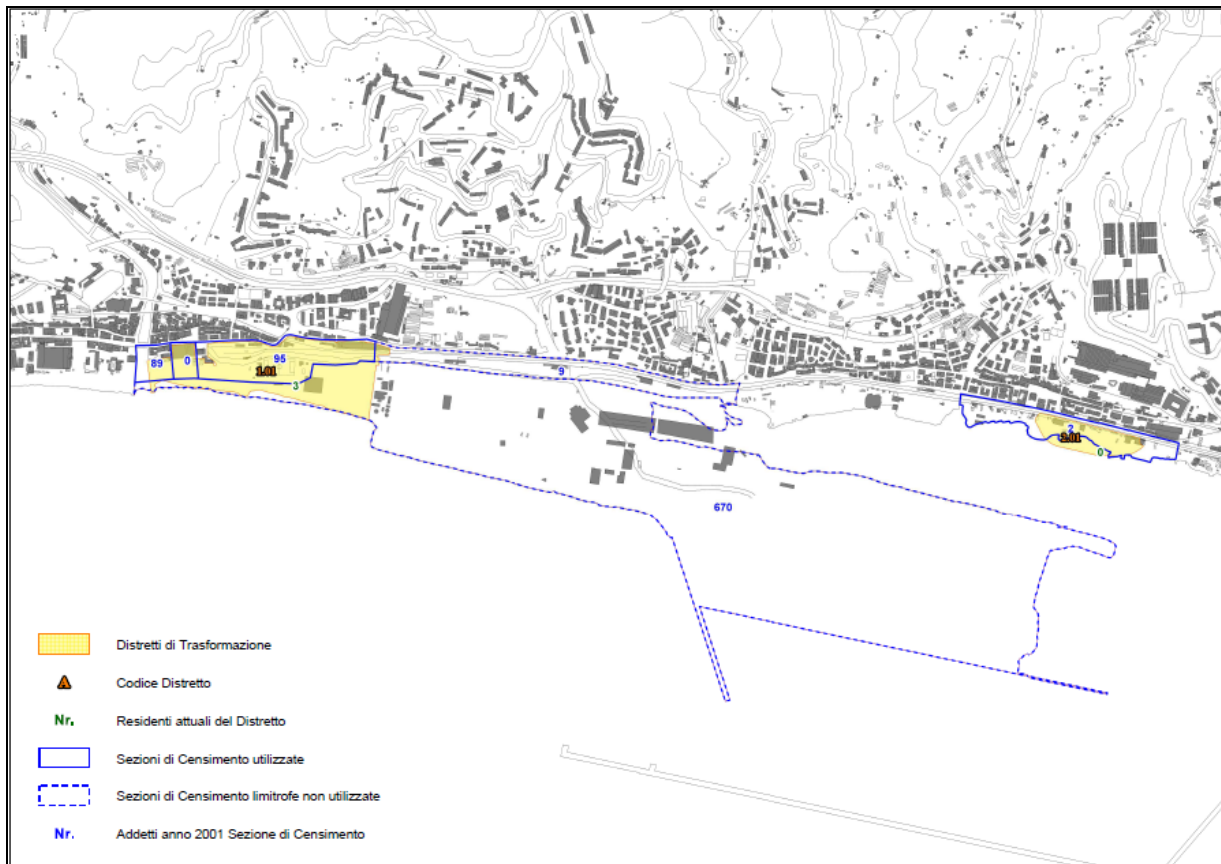 89
0
95
1.01
3
9
2
2.01
0
670
Distretti di Trasformazione
A Codice Distretto
Nr. Residenti attuali del Distretto
Sezioni di Censimento utilizzate
Sezioni di Censimento limitrofe non utilizzate
Nr. Addetti anno 2001 Sezione di Censimento